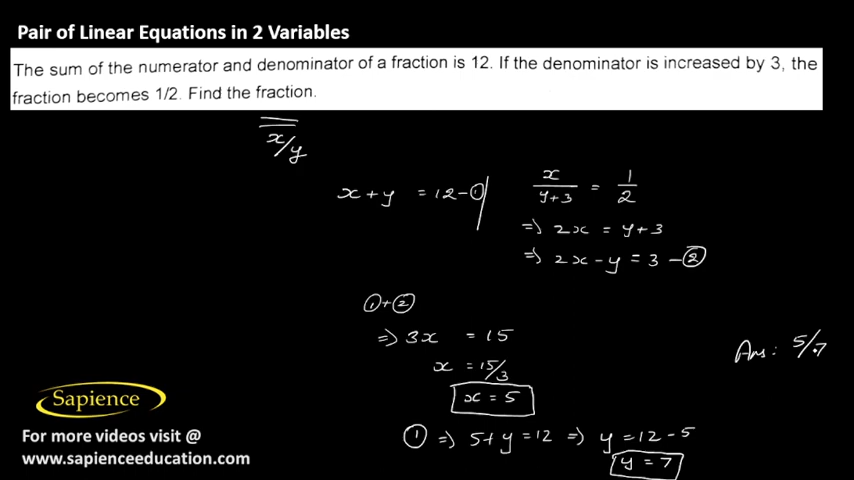 Pair of Linear Equations in 2 Variables
The sum of the numerator and denominator of a fraction is 12. If the denominator is increased by 3, the
fraction becomes 1/2. Find the fraction.
x/y
x + y = 12 - ①
x/(y+3) = 1/2
⇒ 2x = y + 3
⇒ 2x - y = 3 - ②
① + ②
⇒ 3x = 15
x = 15/3
x = 5
① ⇒ 5 + y = 12 ⇒ y = 12 - 5
y = 7
Ans: 5/7
Sapience
For more videos visit @
www.sapienceeducation.com